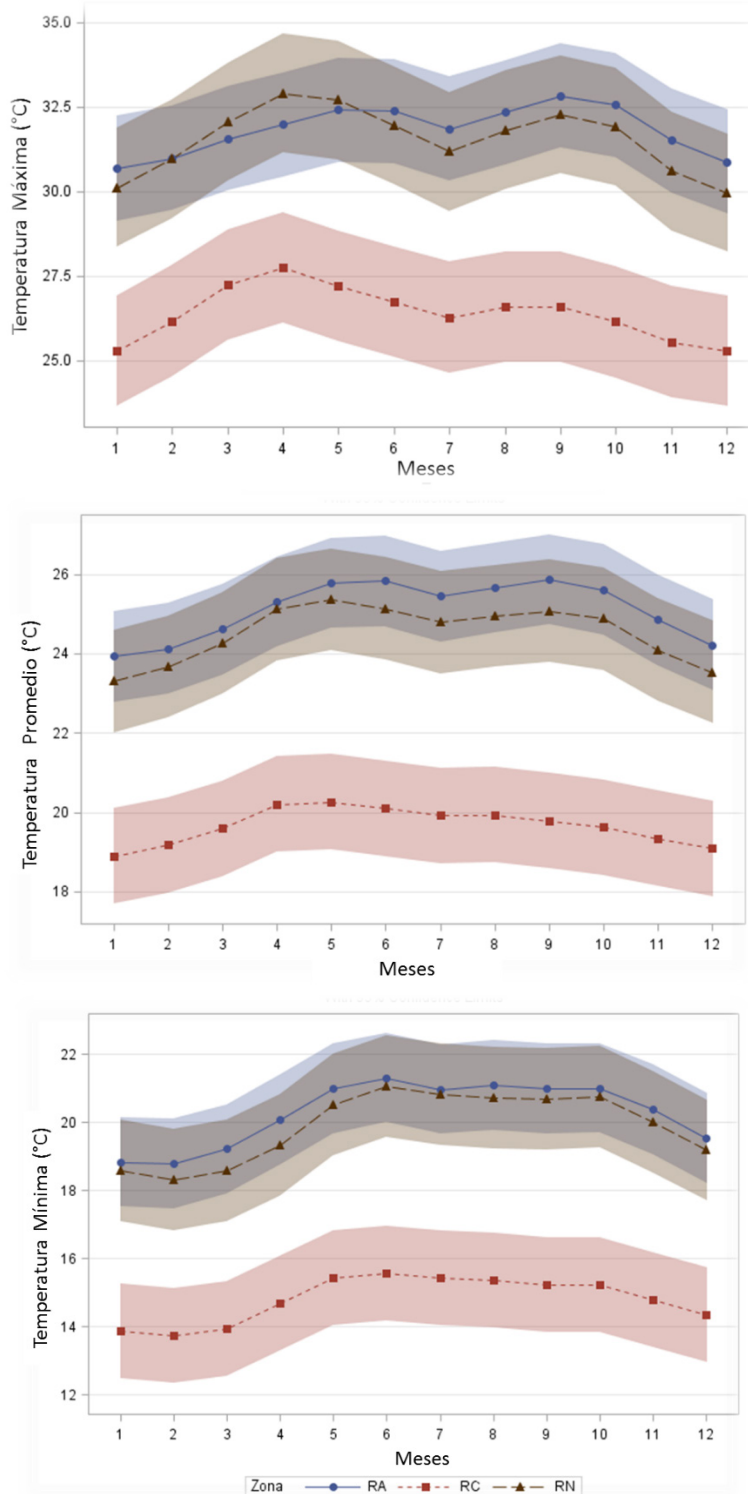 Temperatura Máxima (°C)
35.0
32.5
30.0
27.5
25.0
1 2 3 4 5 6 7 8 9 10 11 12
Meses
Temperatura Promedio (°C)
26
24
22
20
18
1 2 3 4 5 6 7 8 9 10 11 12
Meses
Temperatura Mínima (°C)
22
20
18
16
14
12
1 2 3 4 5 6 7 8 9 10 11 12
Meses
Zona RA RC RN